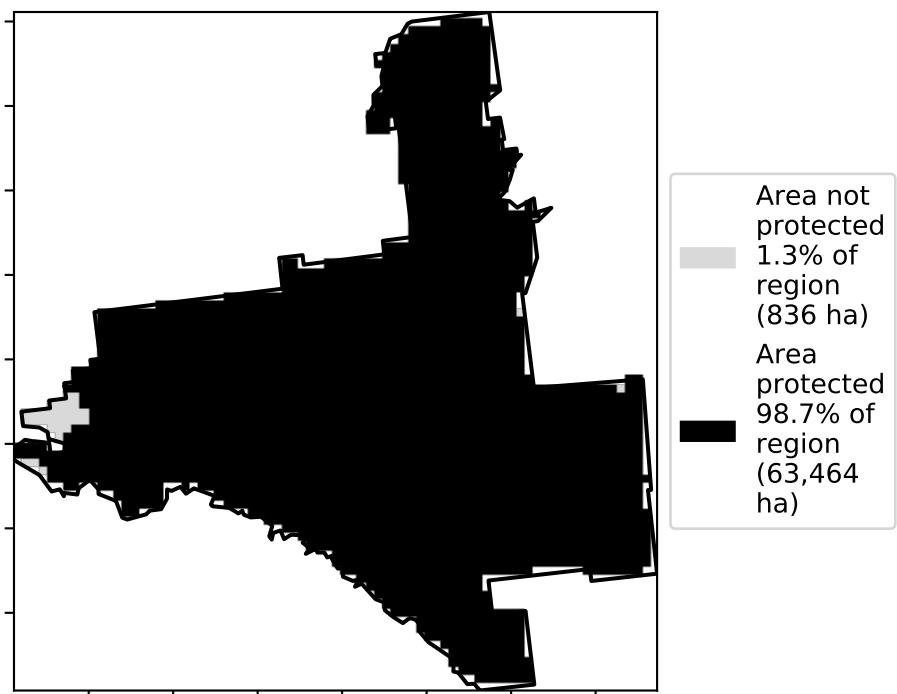 Area not
protected
1.3% of
region
(836 ha)
Area
protected
98.7% of
region
(63,464
ha)